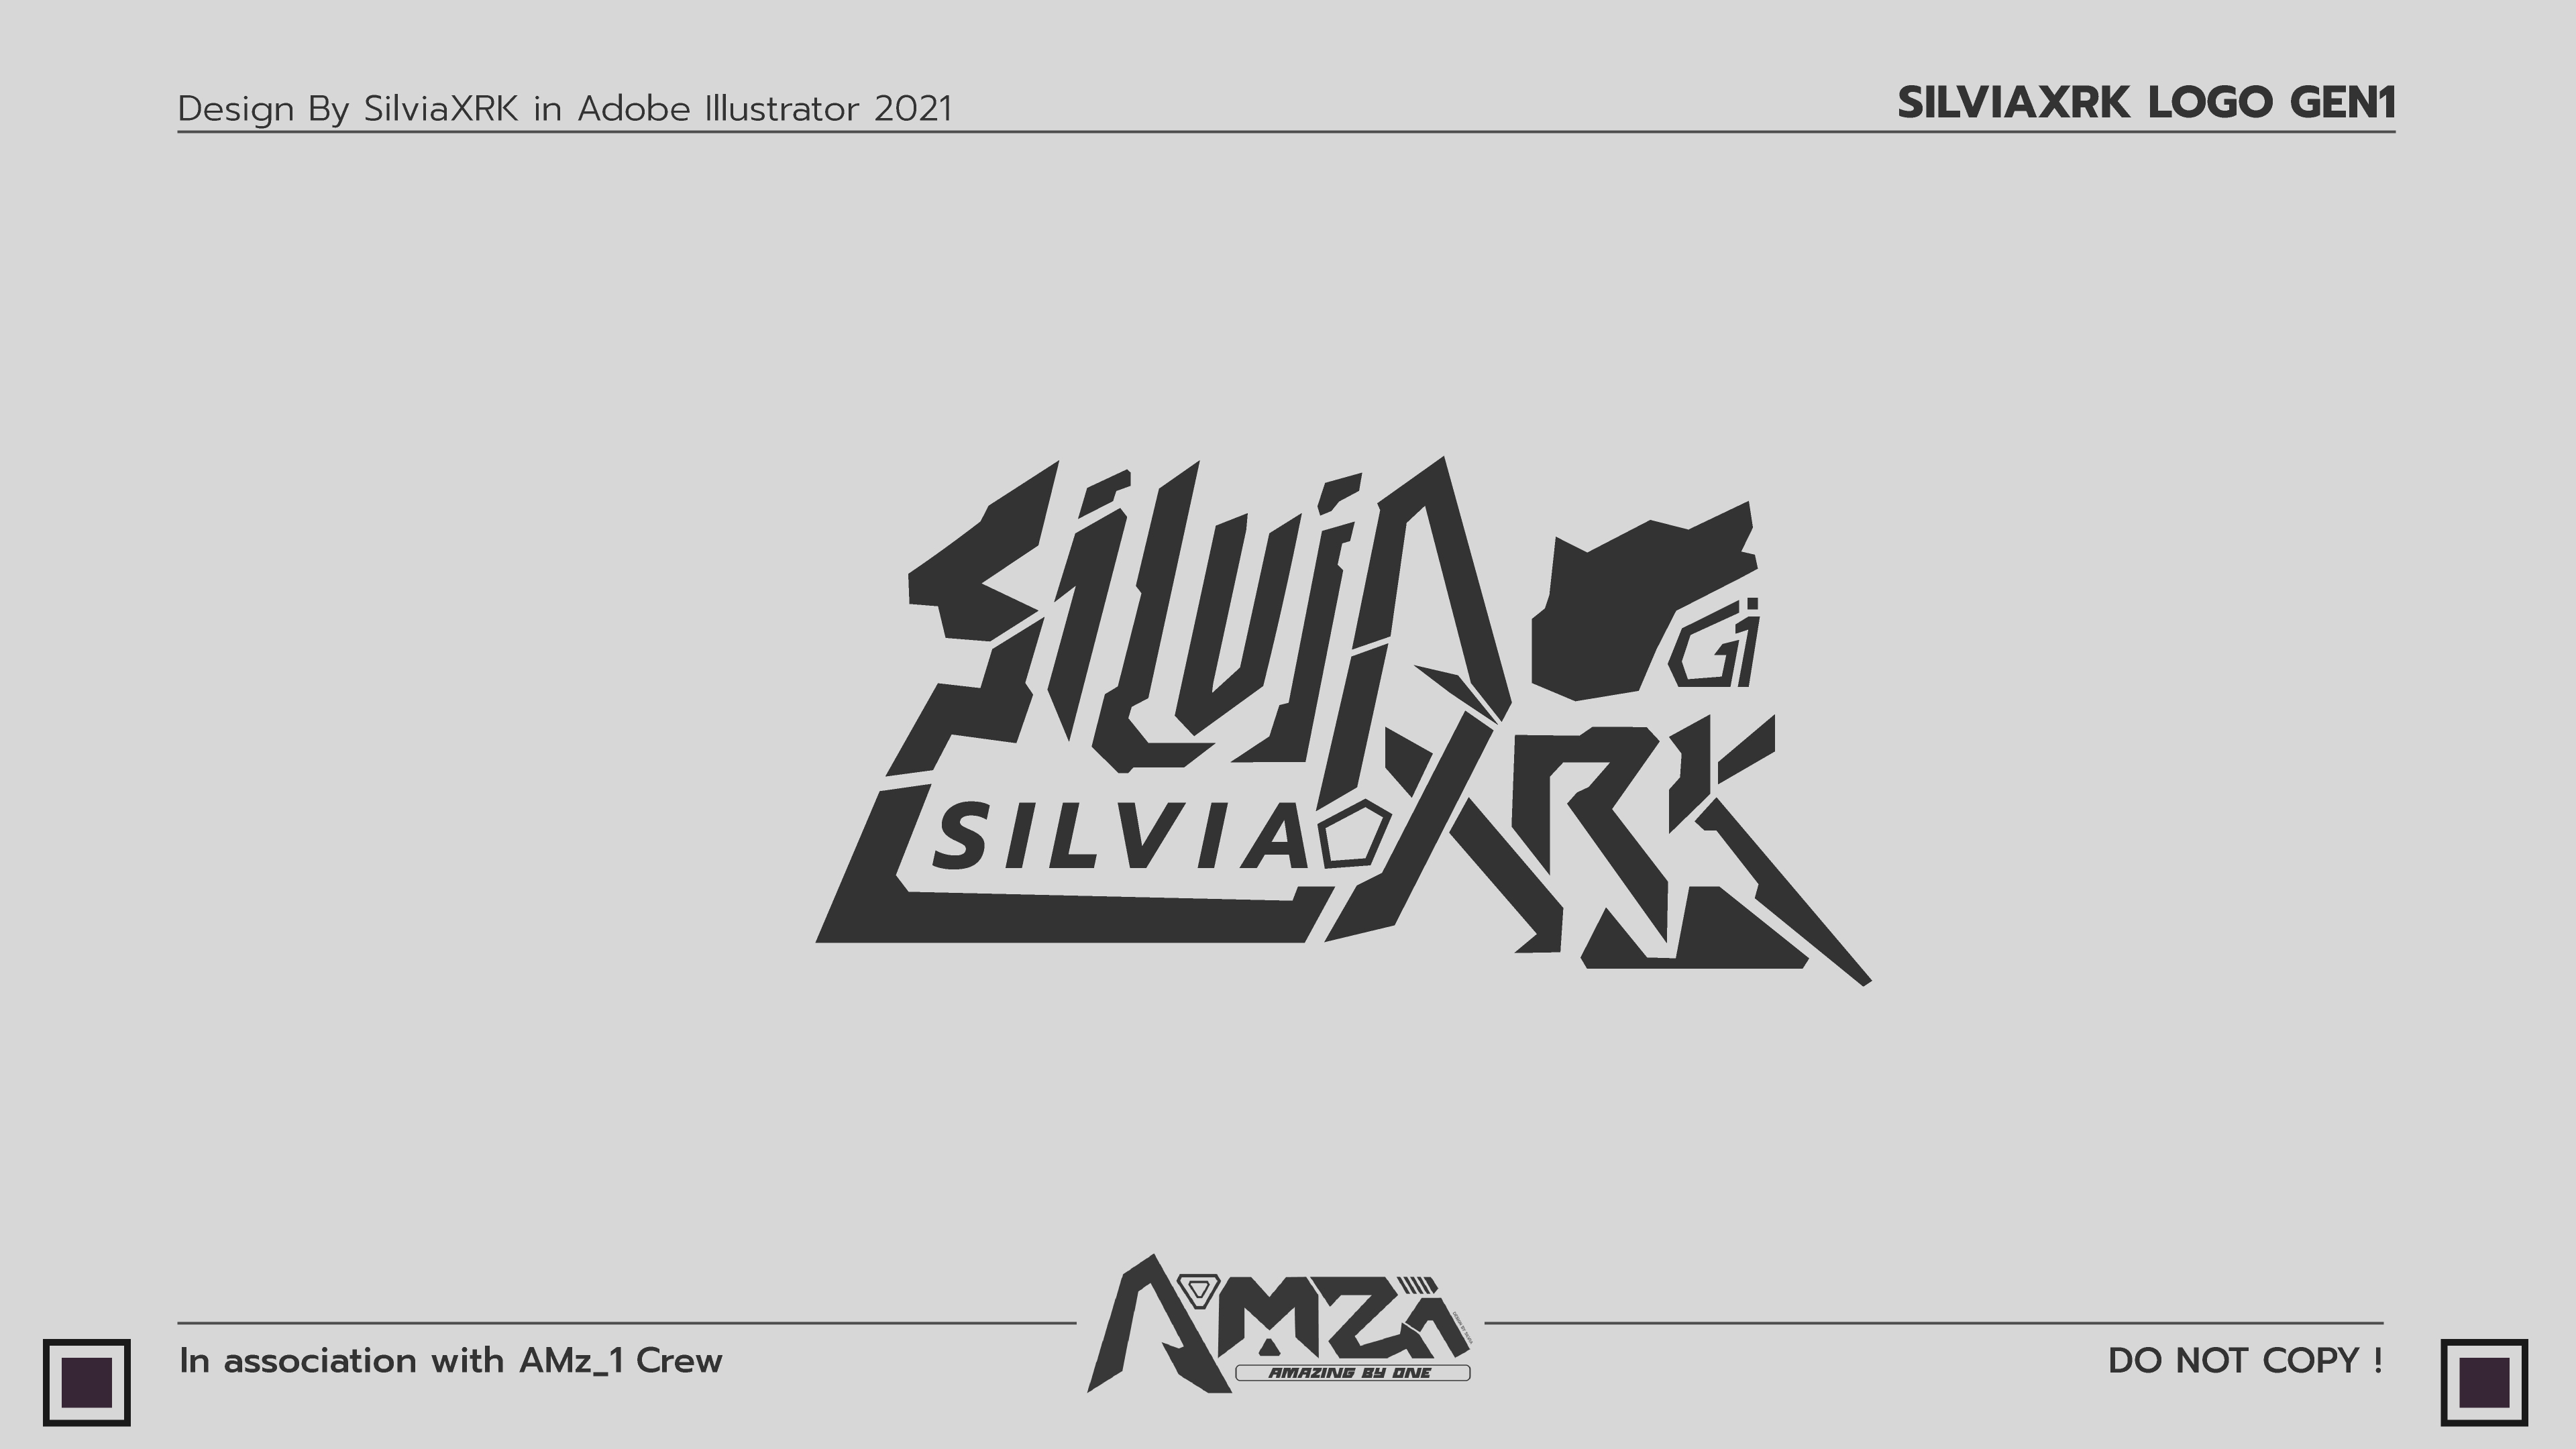 Design By SilviaXRK in Adobe Illustrator 2021
SILVIAXRK LOGO GEN1
SilviA
G1
XRK
SILVIA
AMZ1
AMAZING BY ONE
In association with AMz_1 Crew
DO NOT COPY !